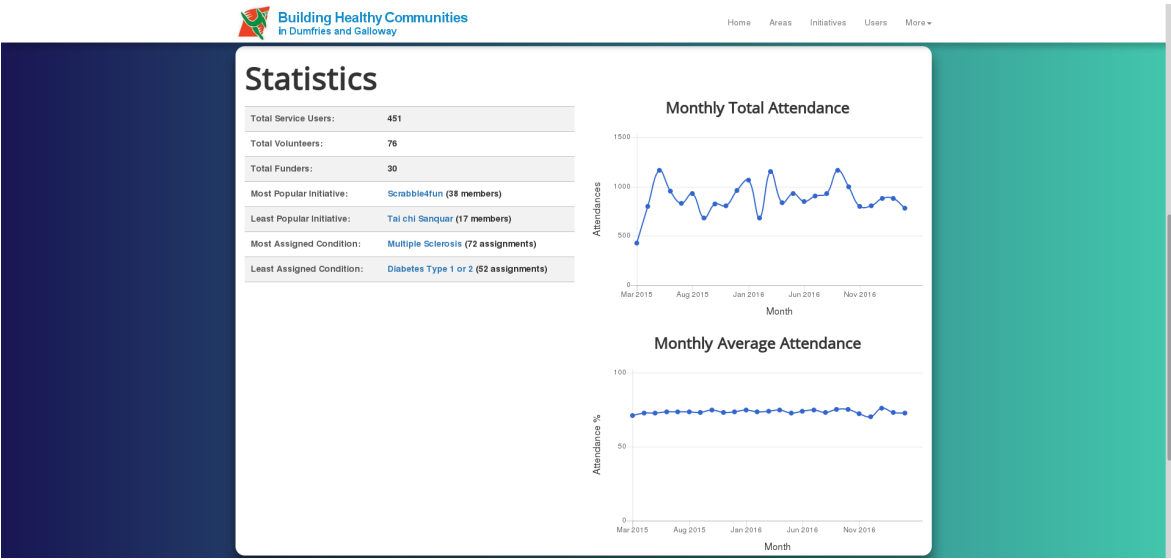 Building Healthy Communities
in Dumfries and Galloway
Home Areas Initiatives Users More
Statistics
Total Service Users: 451
Total Volunteers: 76
Total Funders: 30
Most Popular Initiative: Scrabble4fun (38 members)
Least Popular Initiative: Tai chi Sanquar (17 members)
Most Assigned Condition: Multiple Sclerosis (72 assignments)
Least Assigned Condition: Diabetes Type 1 or 2 (52 assignments)
Monthly Total Attendance
1500
1000
500
0
Attendances
Mar 2015 Aug 2015 Jan 2016 Jun 2016 Nov 2016
Month
Monthly Average Attendance
100
50
0
Attendance %
Mar 2015 Aug 2015 Jan 2016 Jun 2016 Nov 2016
Month